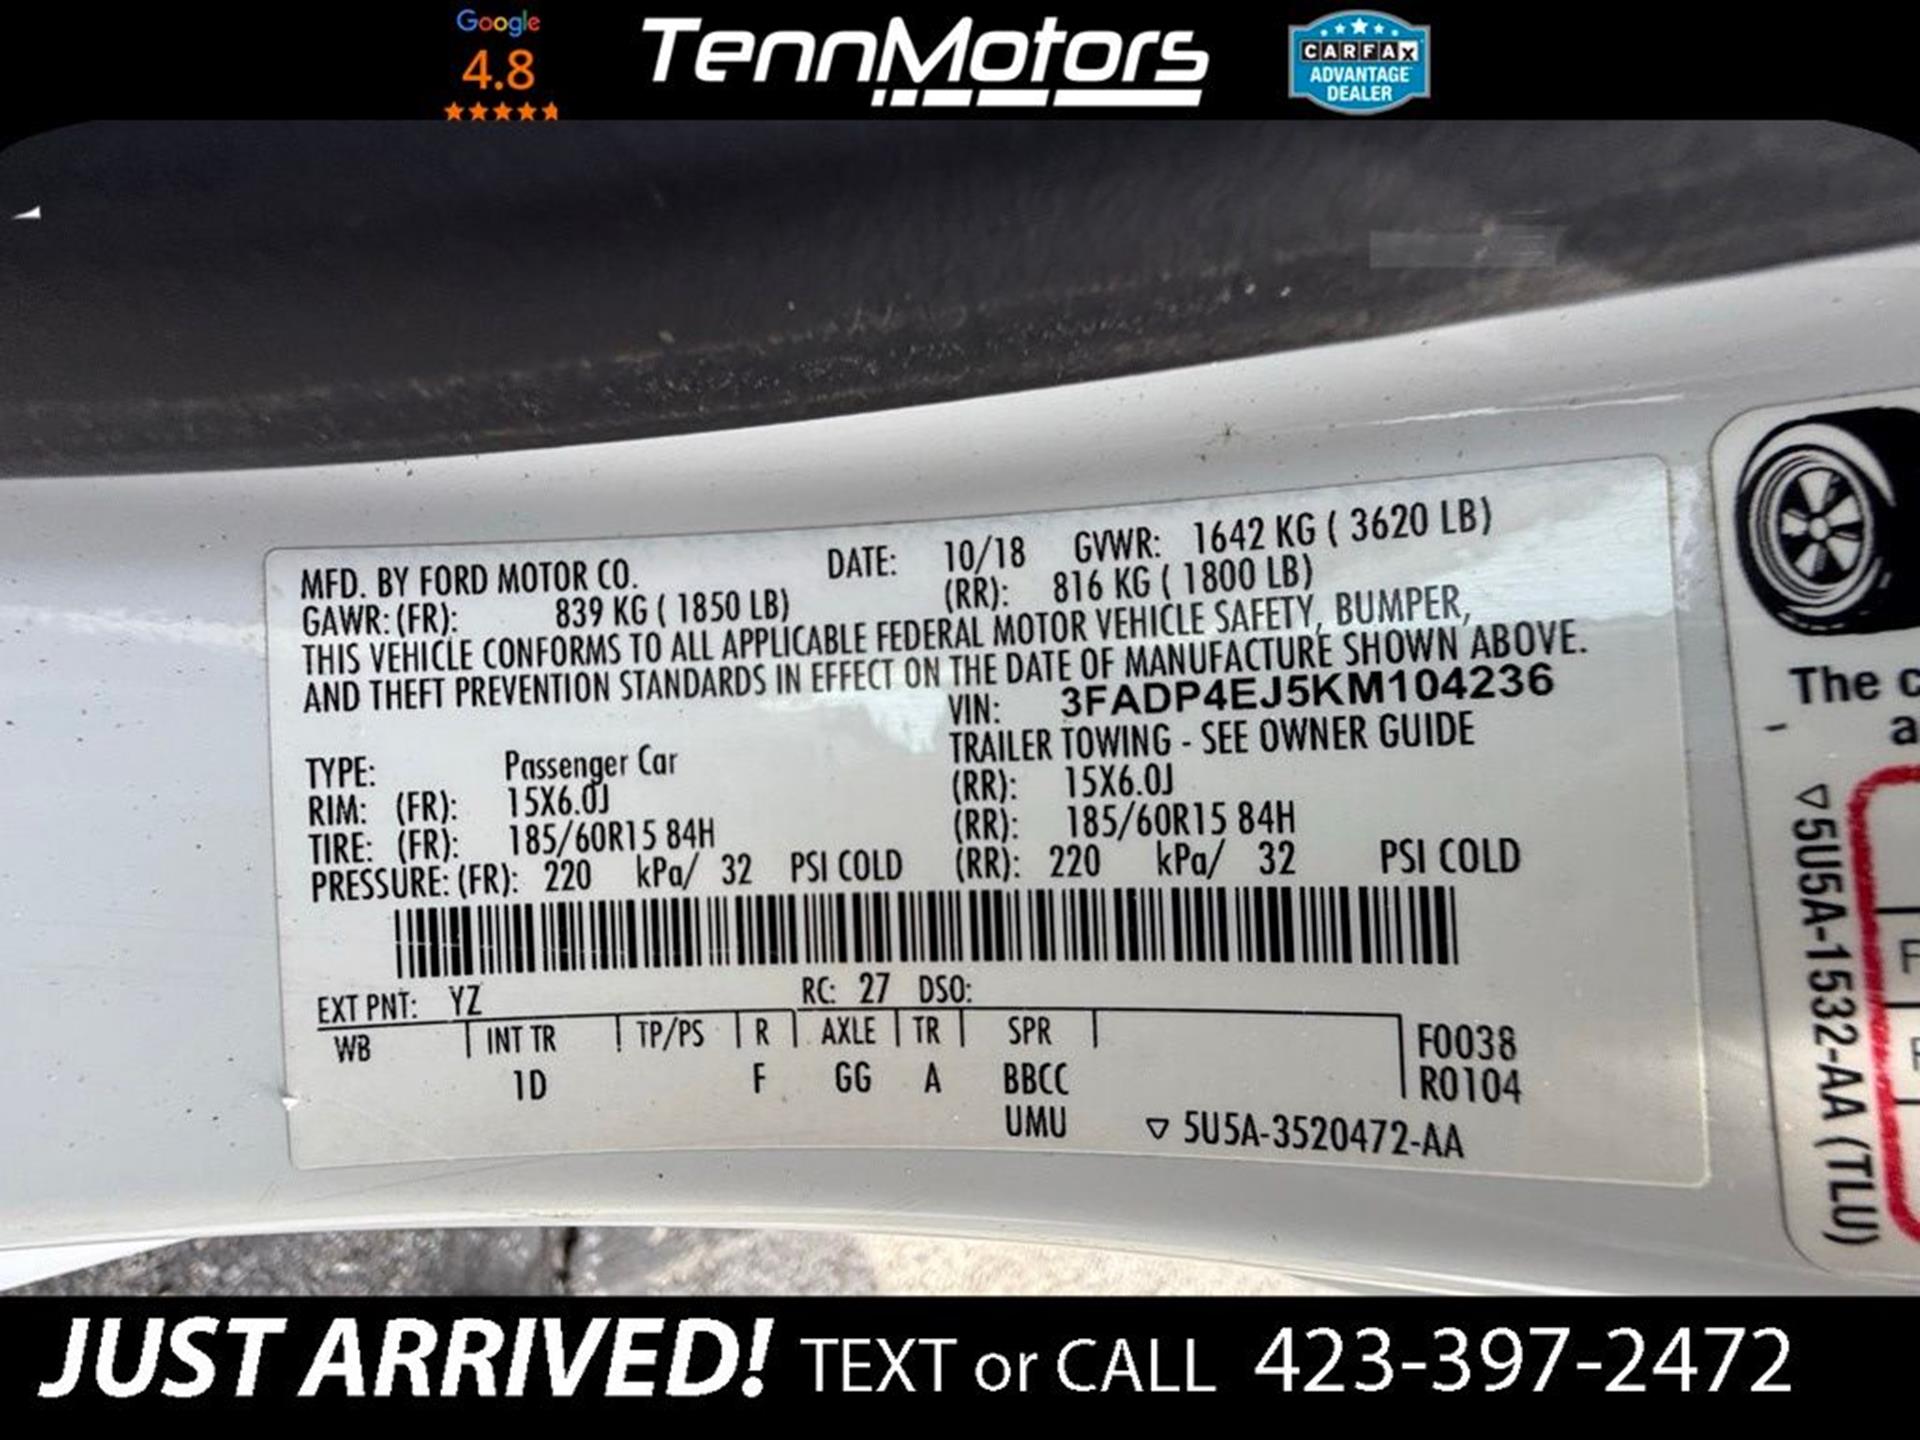 Google
4.8
TennMotors
CARFAX
ADVANTAGE
DEALER
MFD. BY FORD MOTOR CO. DATE: 10/18 GVWR: 1642 KG ( 3620 LB)
GAWR: (FR): 839 KG ( 1850 LB) (RR): 816 KG ( 1800 LB)
THIS VEHICLE CONFORMS TO ALL APPLICABLE FEDERAL MOTOR VEHICLE SAFETY, BUMPER,
AND THEFT PREVENTION STANDARDS IN EFFECT ON THE DATE OF MANUFACTURE SHOWN ABOVE.
VIN: 3FADP4EJ5KM104236
TRAILER TOWING - SEE OWNER GUIDE
TYPE: Passenger Car
RIM: (FR): 15X6.0J (RR): 15X6.0J
TIRE: (FR): 185/60R15 84H (RR): 185/60R15 84H
PRESSURE: (FR): 220 kPa/ 32 PSI COLD (RR): 220 kPa/ 32 PSI COLD
EXT PNT: YZ RC: 27 DSO:
WB INT TR TP/PS R AXLE TR SPR F0038
1D F GG A BBCC R0104
UMU ▽ 5U5A-3520472-AA
The
▽5U5A-1532-AA (TLU)
JUST ARRIVED! TEXT or CALL 423-397-2472